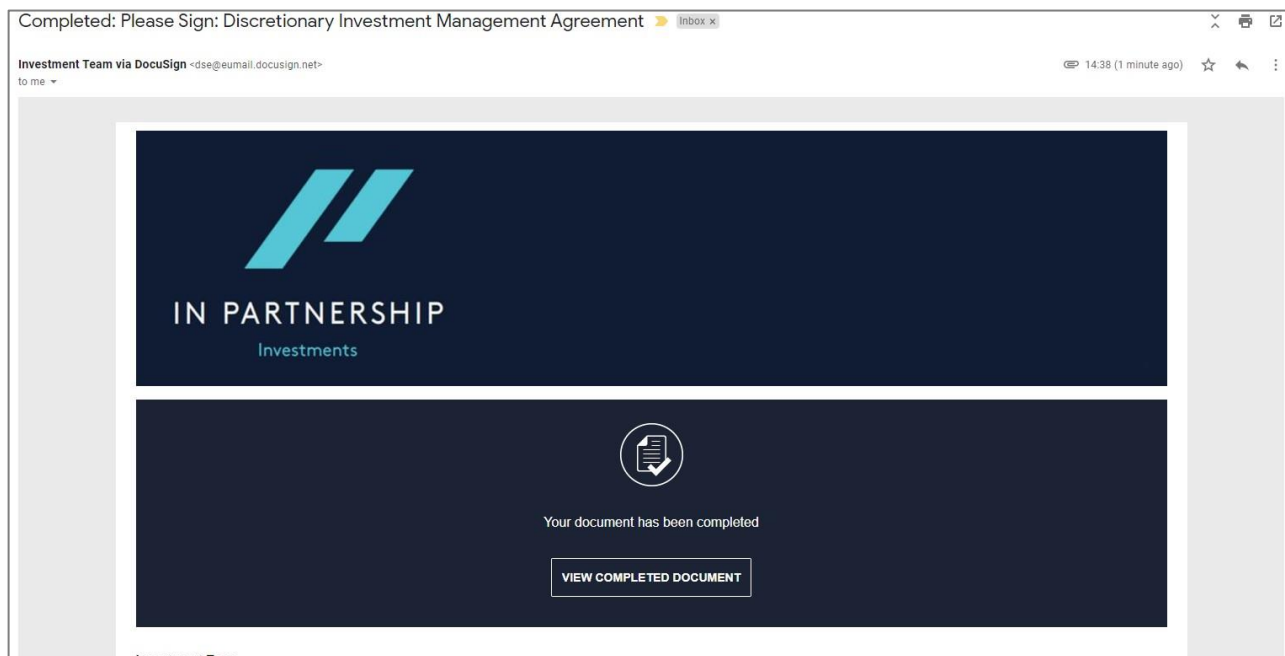 Completed: Please Sign: Discretionary Investment Management Agreement Inbox x
Investment Team via DocuSign <dse@eumail.docusign.net> 14:38 (1 minute ago)
to me
IN PARTNERSHIP
Investments
Your document has been completed
VIEW COMPLETED DOCUMENT